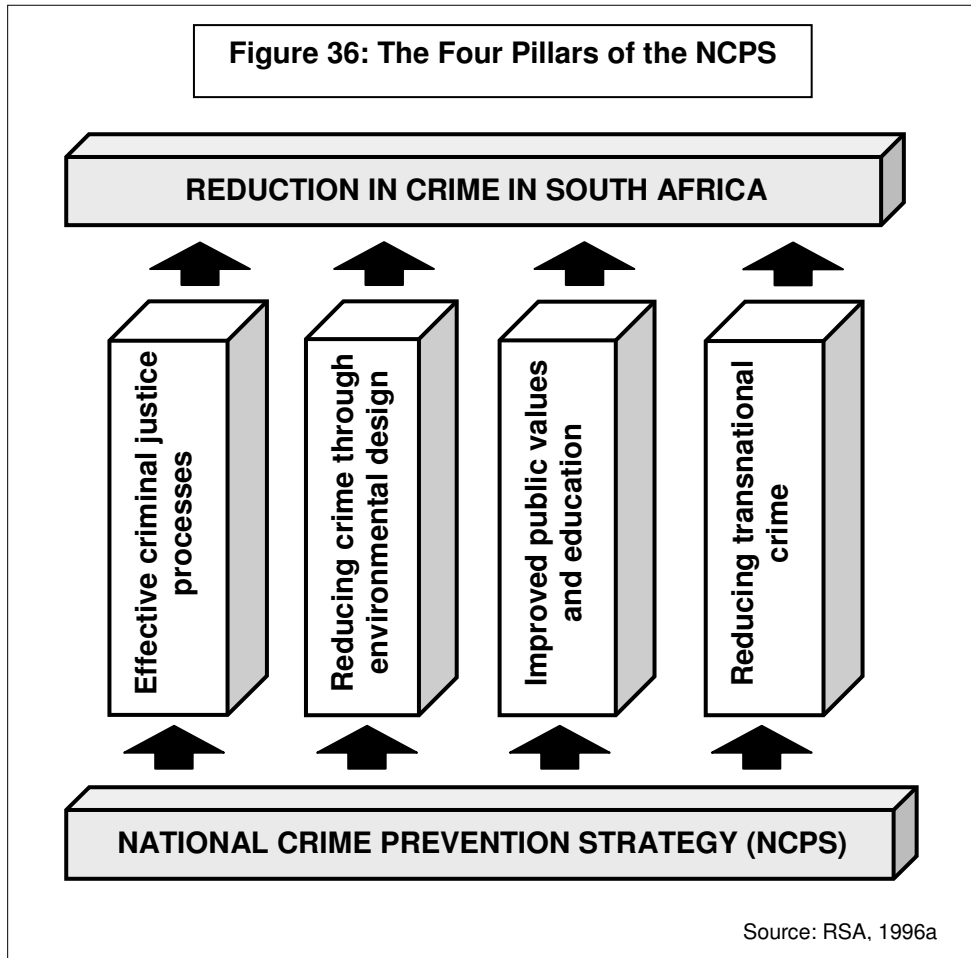 Figure 36: The Four Pillars of the NCPS
REDUCTION IN CRIME IN SOUTH AFRICA
Effective criminal justice
processes
Reducing crime through
environmental design
Improved public values
and education
Reducing transnational
crime
NATIONAL CRIME PREVENTION STRATEGY (NCPS)
Source: RSA, 1996a